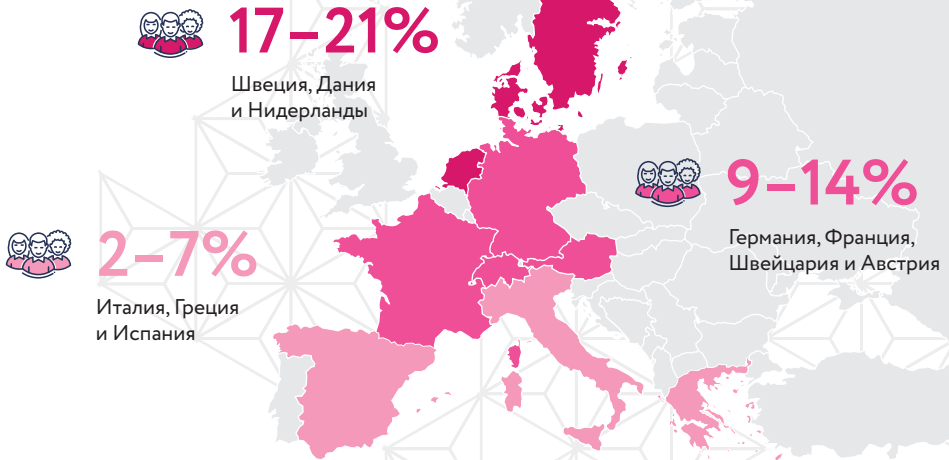 17–21%
Швеция, Дания
и Нидерланды
9–14%
Германия, Франция,
Швейцария и Австрия
2–7%
Италия, Греция
и Испания